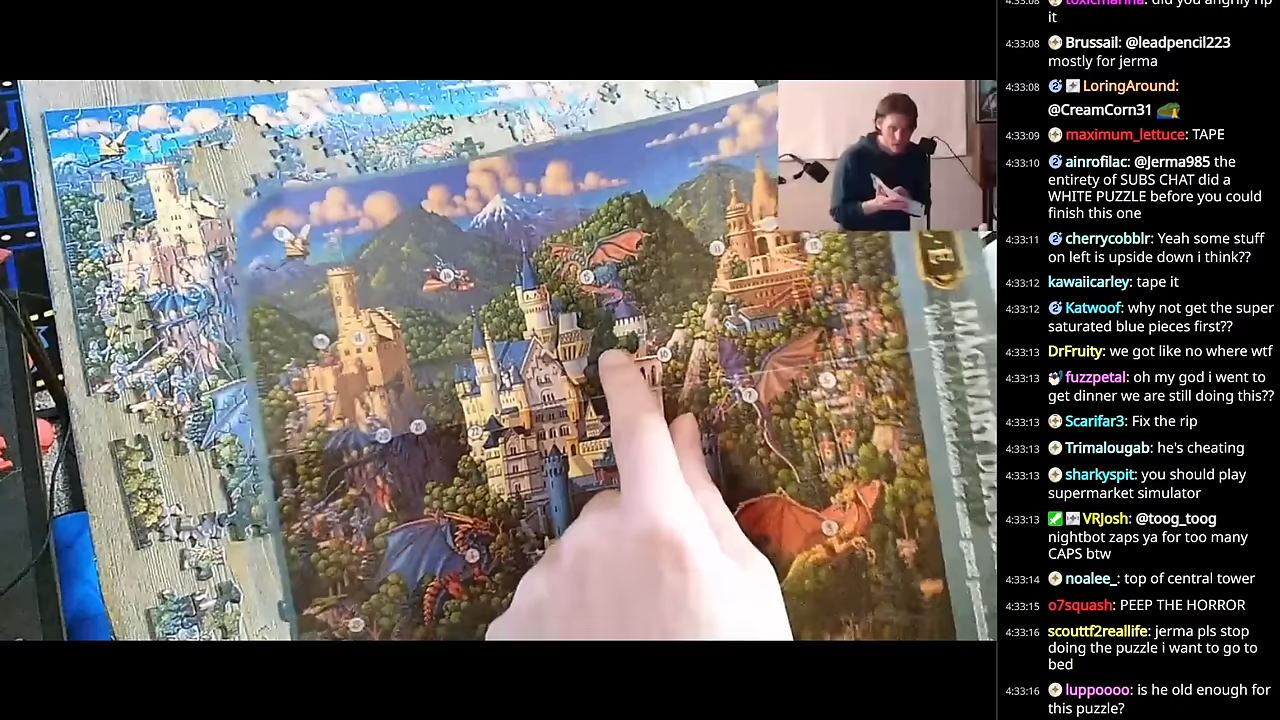 4:33:08 toxicmarina: did you angrily rip
it
4:33:08 Brussail: @leadpencil223
mostly for jerma
4:33:08 LoringAround:
@CreamCorn31
4:33:09 maximum_lettuce: TAPE
4:33:10 ainrofilac: @Jerma985 the
entirety of SUBS CHAT did a
WHITE PUZZLE before you could
finish this one
4:33:11 cherrycobblr: Yeah some stuff
on left is upside down i think??
4:33:12 kawaiicarley: tape it
4:33:12 Katwoof: why not get the super
saturated blue pieces first??
4:33:13 DrFruity: we got like no where wtf
4:33:13 fuzzpetal: oh my god i went to
get dinner we are still doing this??
4:33:13 Scarifar3: Fix the rip
4:33:13 Trimalougab: he's cheating
4:33:13 sharkyspit: you should play
supermarket simulator
4:33:13 VRJosh: @toog_toog
nightbot zaps ya for too many
CAPS btw
4:33:14 noalee_: top of central tower
4:33:15 o7squash: PEEP THE HORROR
4:33:16 scouttf2reallife: jerma pls stop
doing the puzzle i want to go to
bed
4:33:16 luppoooo: is he old enough for
this puzzle?